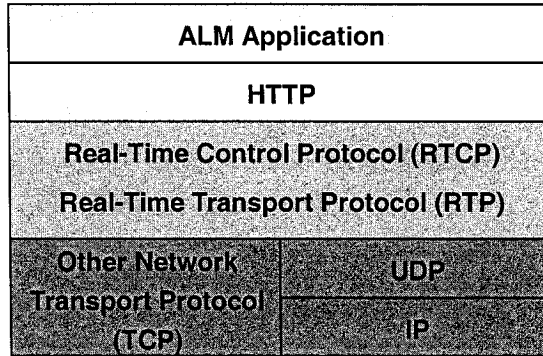 ALM Application
HTTP
Real-Time Control Protocol (RTCP)
Real-Time Transport Protocol (RTP)
Other Network
Transport Protocol
(TCP)
UDP
IP